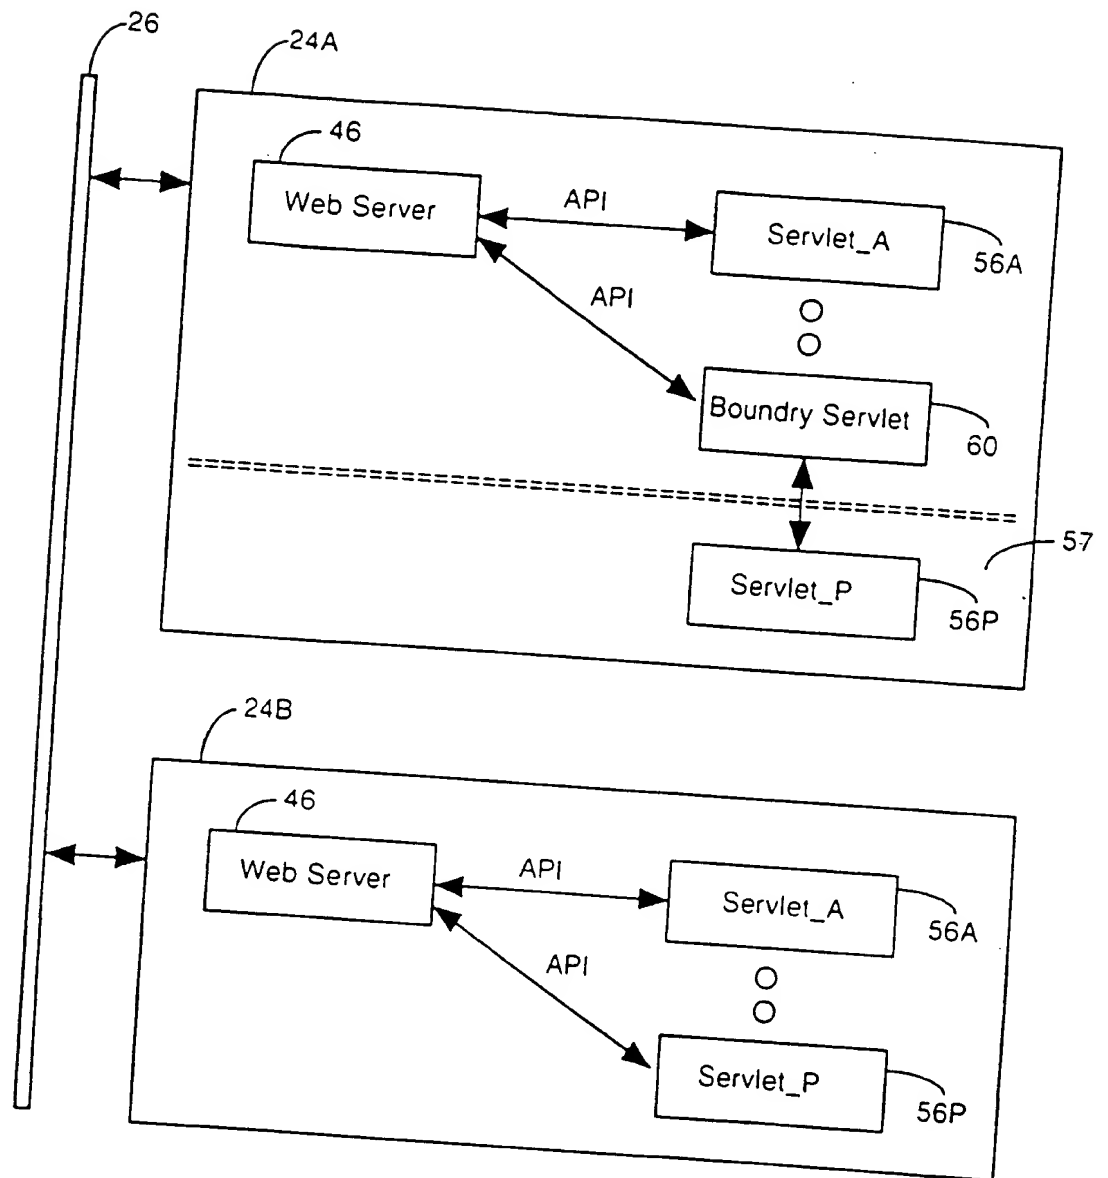 26
24A
46
Web Server
API
Servlet_A
56A
API
Boundry Servlet
60
57
Servlet_P
56P
24B
46
Web Server
API
Servlet_A
56A
API
Servlet_P
56P